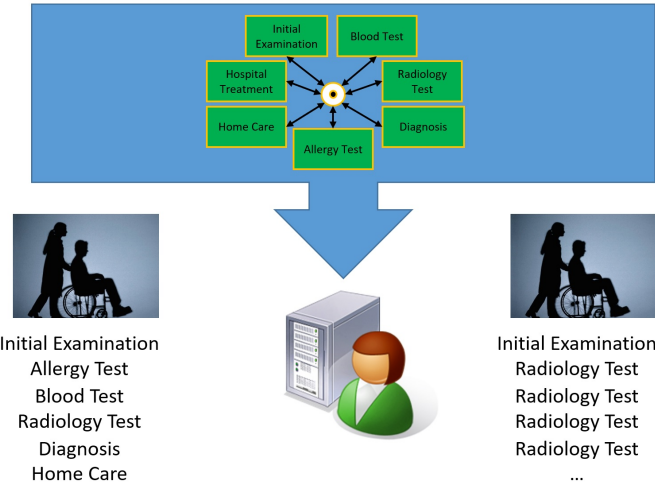 Initial
Examination
Blood Test
Hospital
Treatment
Radiology
Test
Home Care
Diagnosis
Allergy Test
Initial Examination
Allergy Test
Blood Test
Radiology Test
Diagnosis
Home Care
Initial Examination
Radiology Test
Radiology Test
Radiology Test
Radiology Test
...